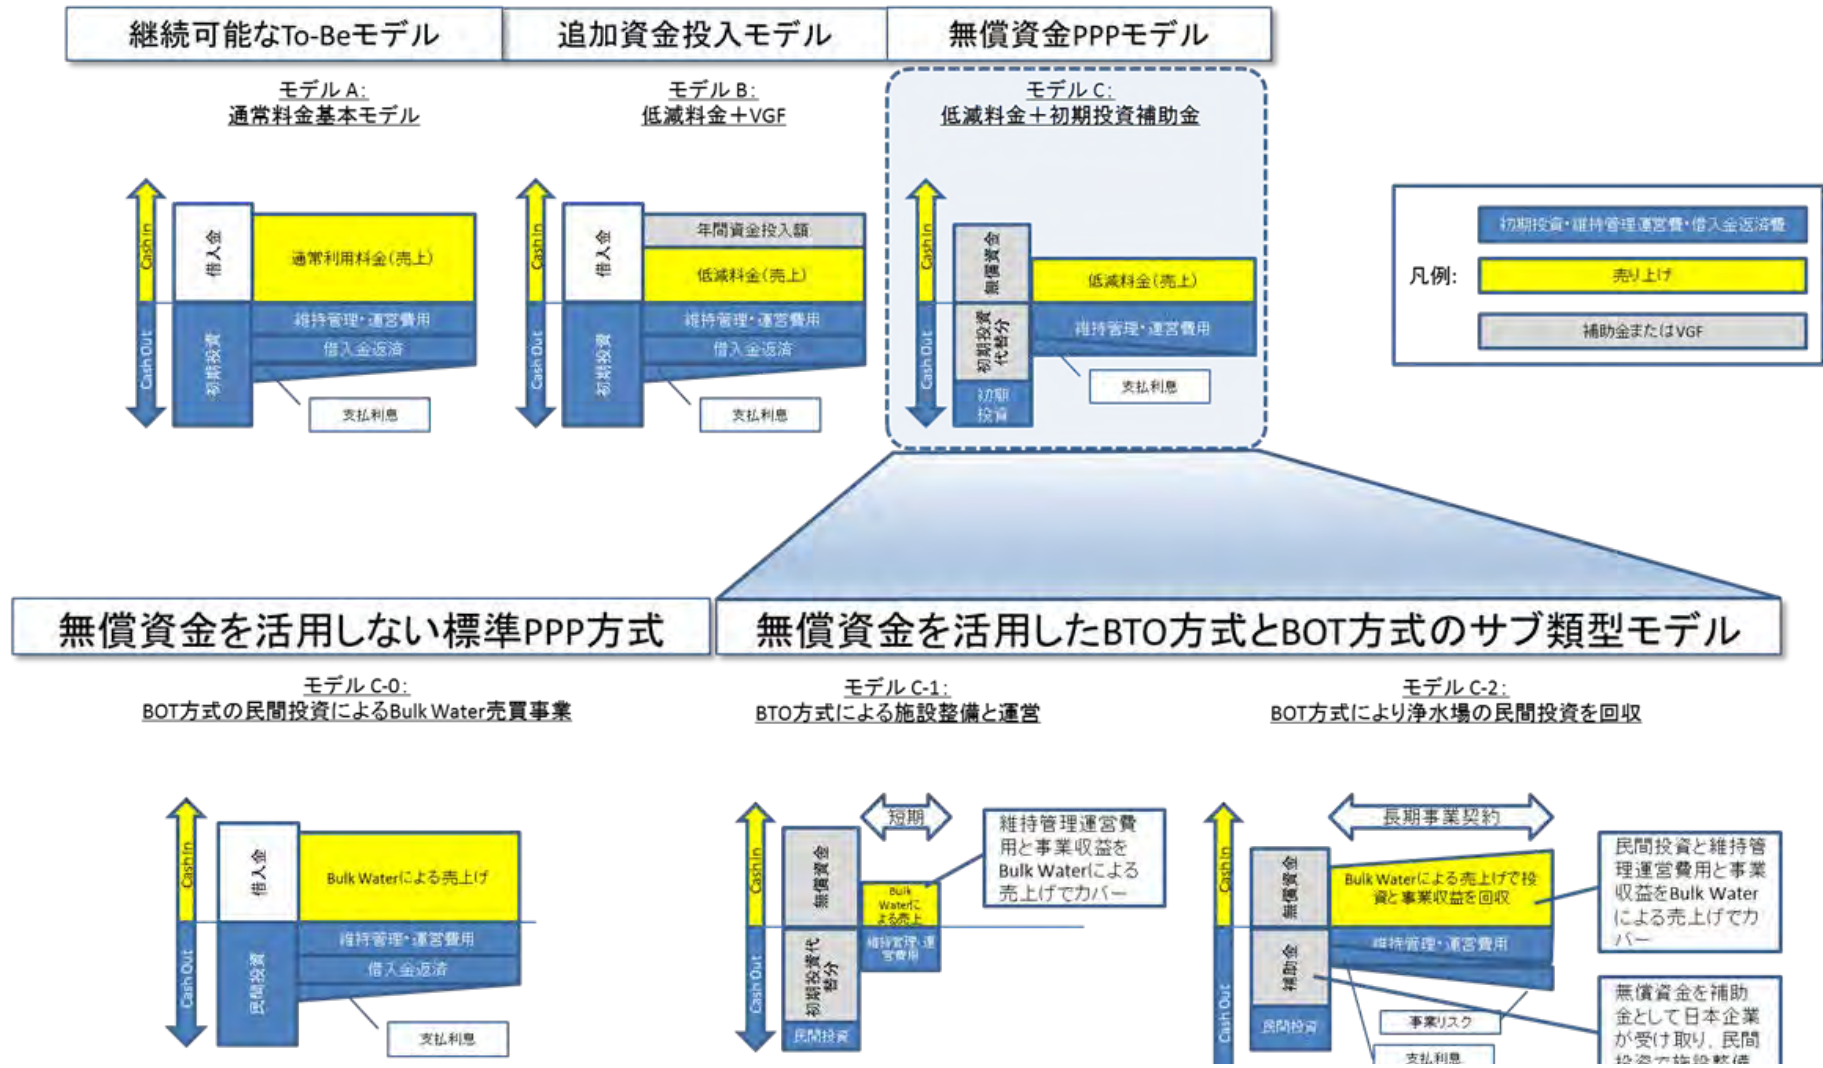 継続可能なTo-Beモデル
追加資金投入モデル
無償資金PPPモデル
モデル A:
通常料金基本モデル
Cash In
Cash Out
借入金
初期投資
通常利用料金(売上)
維持管理・運営費用
借入金返済
支払利息
モデル B:
低減料金＋VGF
Cash In
Cash Out
借入金
初期投資
年間資金投入額
低減料金(売上)
維持管理・運営費用
借入金返済
支払利息
モデル C:
低減料金＋初期投資補助金
Cash In
Cash Out
無償資金
初期投資
代替分
初期
投資
低減料金(売上)
維持管理・運営費用
支払利息
凡例:
初期投資・維持管理運営費・借入金返済費
売り上げ
補助金またはVGF
無償資金を活用しない標準PPP方式
無償資金を活用したBTO方式とBOT方式のサブ類型モデル
モデル C-0:
BOT方式の民間投資によるBulk Water売買事業
Cash In
Cash Out
借入金
民間投資
Bulk Waterによる売上げ
維持管理・運営費用
借入金返済
支払利息
モデル C-1:
BTO方式による施設整備と運営
Cash In
Cash Out
無償資金
初期投資代
替分
民間投資
短期
Bulk
Waterに
よる売上
維持管理・運
営費用
維持管理運営費
用と事業収益を
Bulk Waterによる
売上げでカバー
モデル C-2:
BOT方式により浄水場の民間投資を回収
Cash In
Cash Out
無償資金
補助金
民間投資
長期事業契約
Bulk Waterによる売上げで投
資と事業収益を回収
維持管理・運営費用
事業リスク
支払利息
民間投資と維持管
理運営費用と事業
収益をBulk Water
による売上げでカ
バー
無償資金を補助
金として日本企業
が受け取り、民間
投資で施設整備